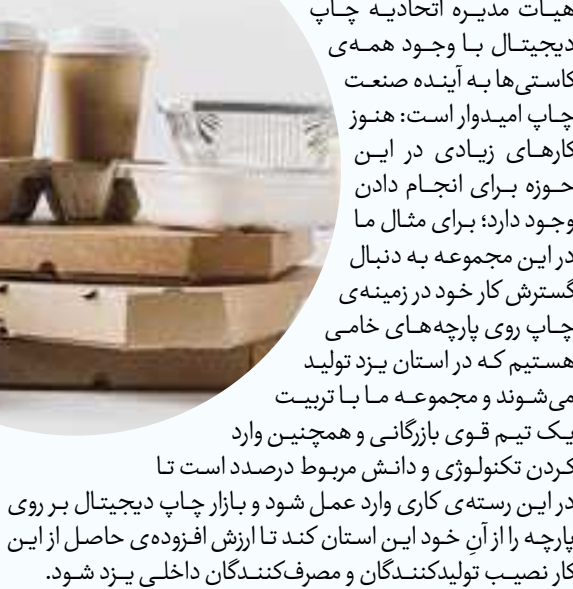 هیأت مدیره اتحادیه چاپ
دیجیتال با وجود همه‌ی
کاستی‌ها به آینده صنعت
چاپ امیدوار است: هنوز
کارهای زیادی در این
حوزه برای انجام دادن
وجود دارد؛ برای مثال ما
در این مجموعه به دنبال
گسترش کار خود در زمینه‌ی
چاپ روی پارچه‌های خامی
هستیم که در استان یزد تولید
می‌شوند و مجموعه ما با تربیت
یک تیم قوی بازرگانی و همچنین وارد
کردن تکنولوژی و دانش مربوط درصدد است تا
در این رسته‌ی کاری وارد عمل شود و بازار چاپ دیجیتال بر روی
پارچه را از آنِ خود این استان کند تا ارزش افزوده‌ی حاصل از این
کار نصیب تولیدکنندگان و مصرف‌کنندگان داخلی یزد شود.